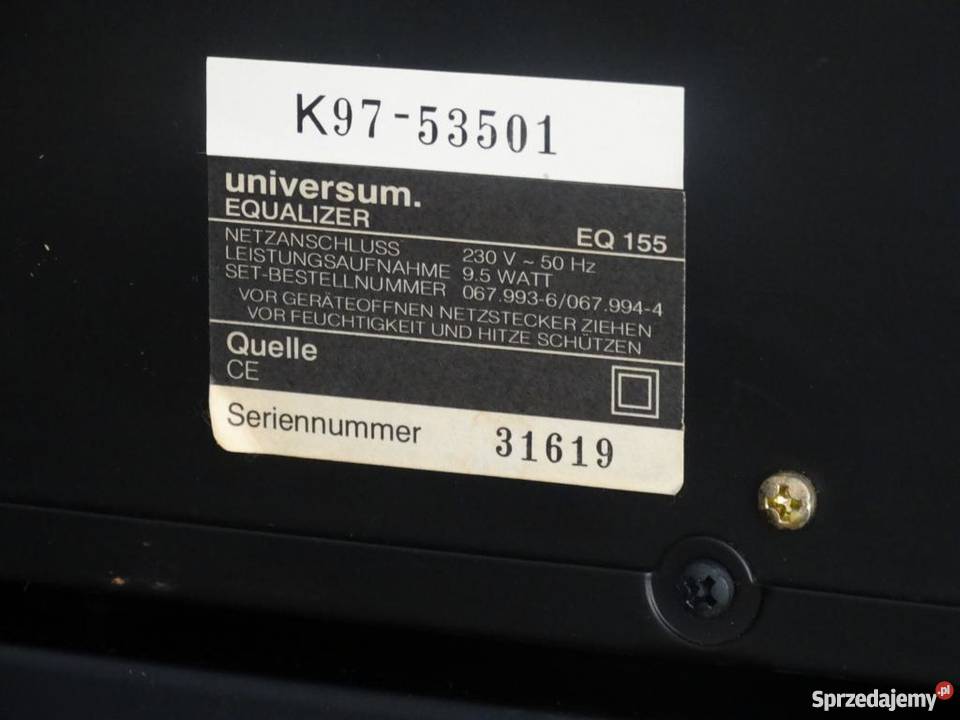 K97-53501
universum.
EQUALIZER EQ 155
NETZANSCHLUSS 230 V ~ 50 Hz
LEISTUNGSAUFNAHME 9.5 WATT
SET-BESTELLNUMMER 067.993-6/067.994-4
VOR GERÄTEÖFFNEN NETZSTECKER ZIEHEN
VOR FEUCHTIGKEIT UND HITZE SCHÜTZEN
Quelle
CE
Seriennummer 31619
Sprzedajemy.pl